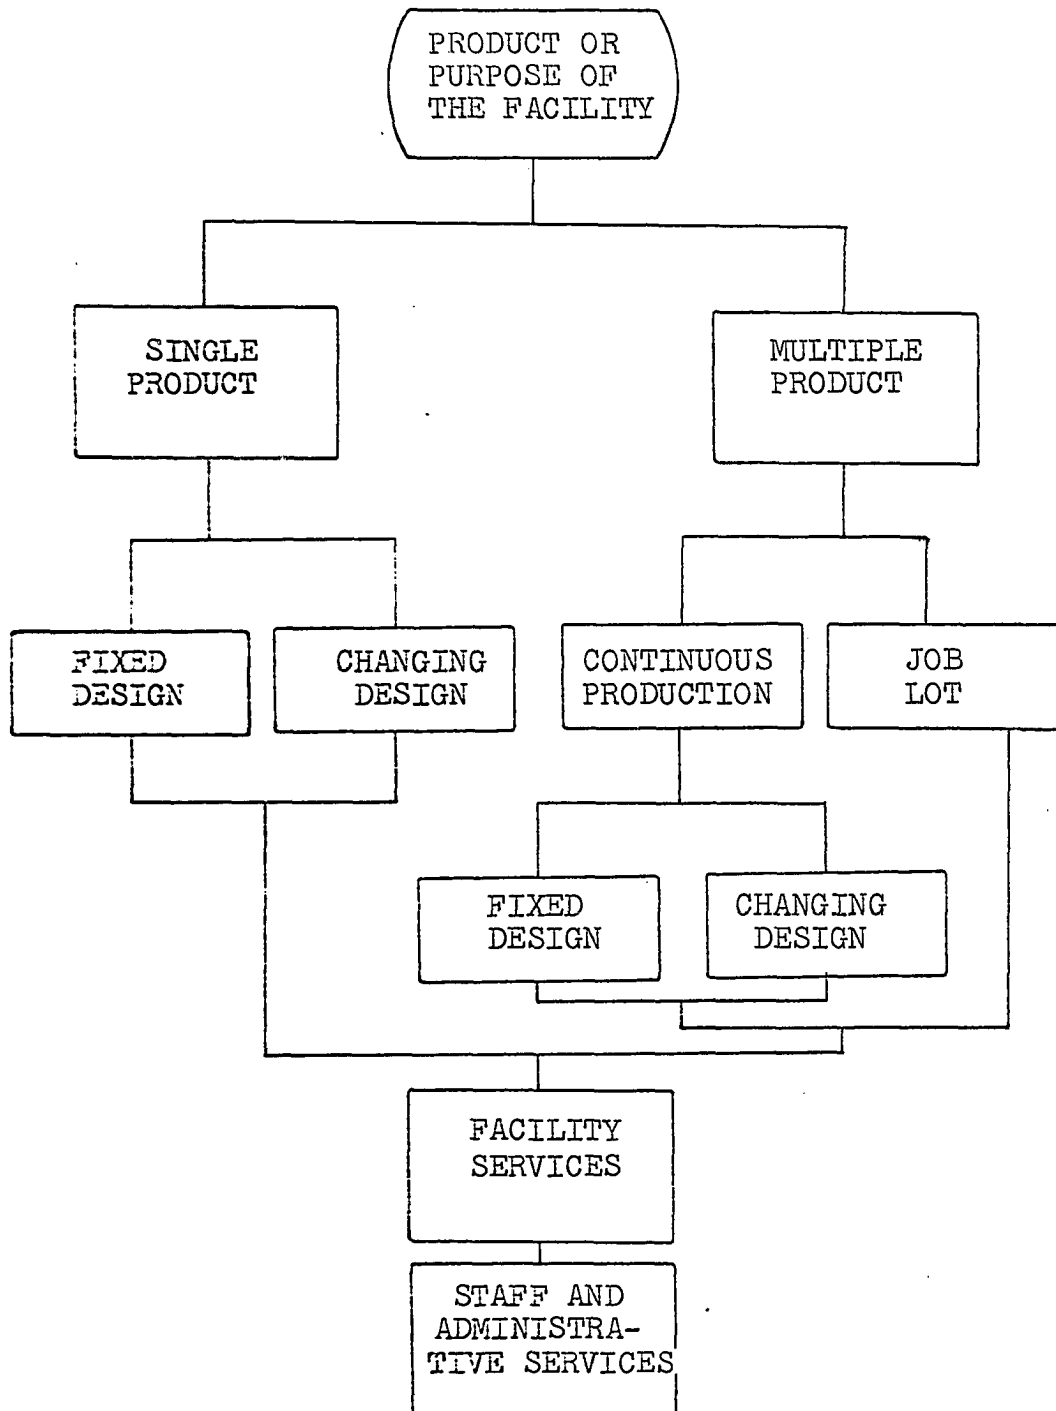 PRODUCT OR
PURPOSE OF
THE FACILITY
SINGLE
PRODUCT
MULTIPLE
PRODUCT
FIXED
DESIGN
CHANGING
DESIGN
CONTINUOUS
PRODUCTION
JOB
LOT
FIXED
DESIGN
CHANGING
DESIGN
FACILITY
SERVICES
STAFF AND
ADMINISTRA-
TIVE SERVICES